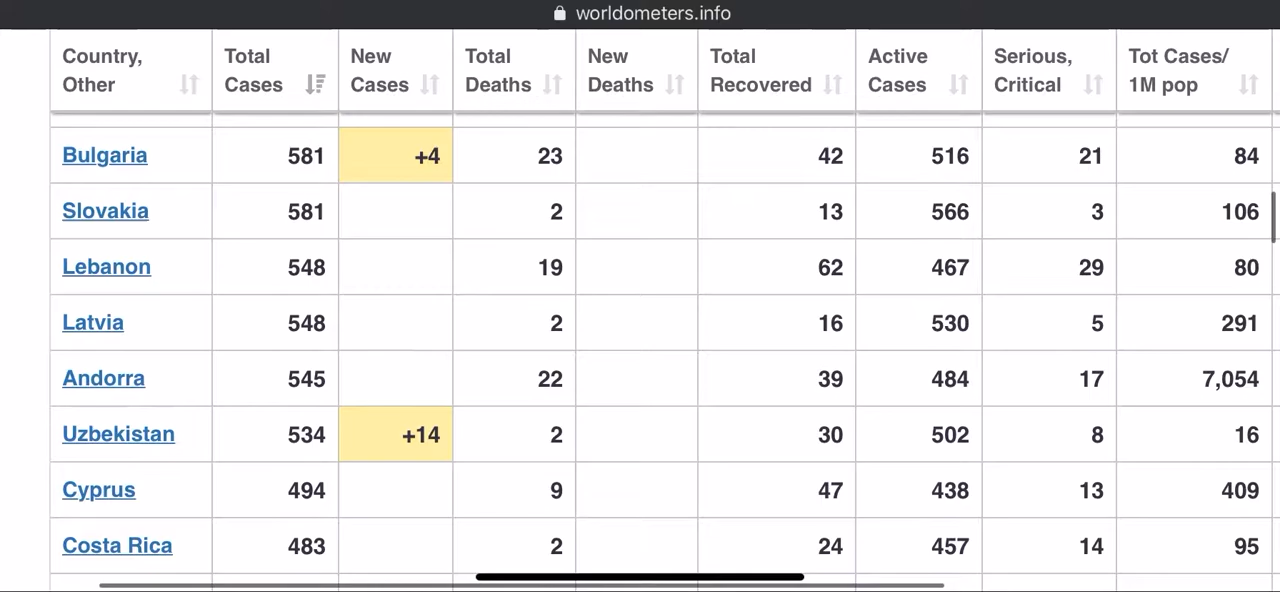 worldometers.info
Country, Other Total Cases New Cases Total Deaths New Deaths Total Recovered Active Cases Serious, Critical Tot Cases/ 1M pop
Bulgaria 581 +4 23 42 516 21 84
Slovakia 581 2 13 566 3 106
Lebanon 548 19 62 467 29 80
Latvia 548 2 16 530 5 291
Andorra 545 22 39 484 17 7,054
Uzbekistan 534 +14 2 30 502 8 16
Cyprus 494 9 47 438 13 409
Costa Rica 483 2 24 457 14 95